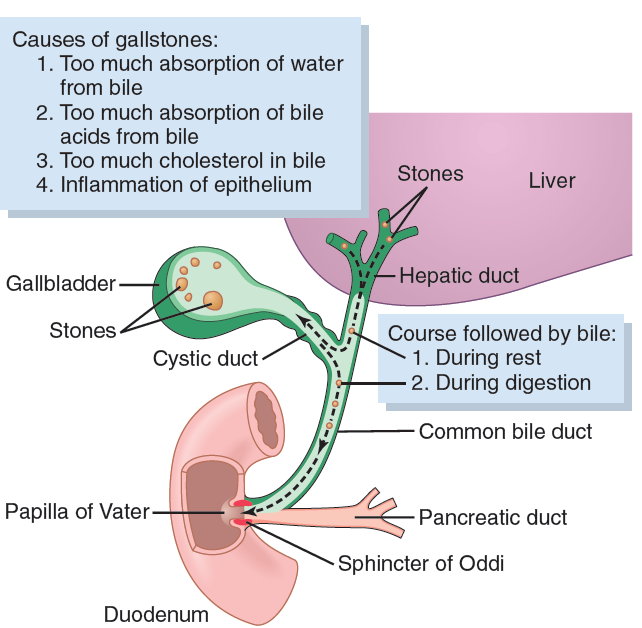 Causes of gallstones:
1. Too much absorption of water
from bile
2. Too much absorption of bile
acids from bile
3. Too much cholesterol in bile
4. Inflammation of epithelium
Stones
Liver
Gallbladder
Hepatic duct
Stones
Cystic duct
Course followed by bile:
1. During rest
2. During digestion
Common bile duct
Papilla of Vater
Pancreatic duct
Sphincter of Oddi
Duodenum